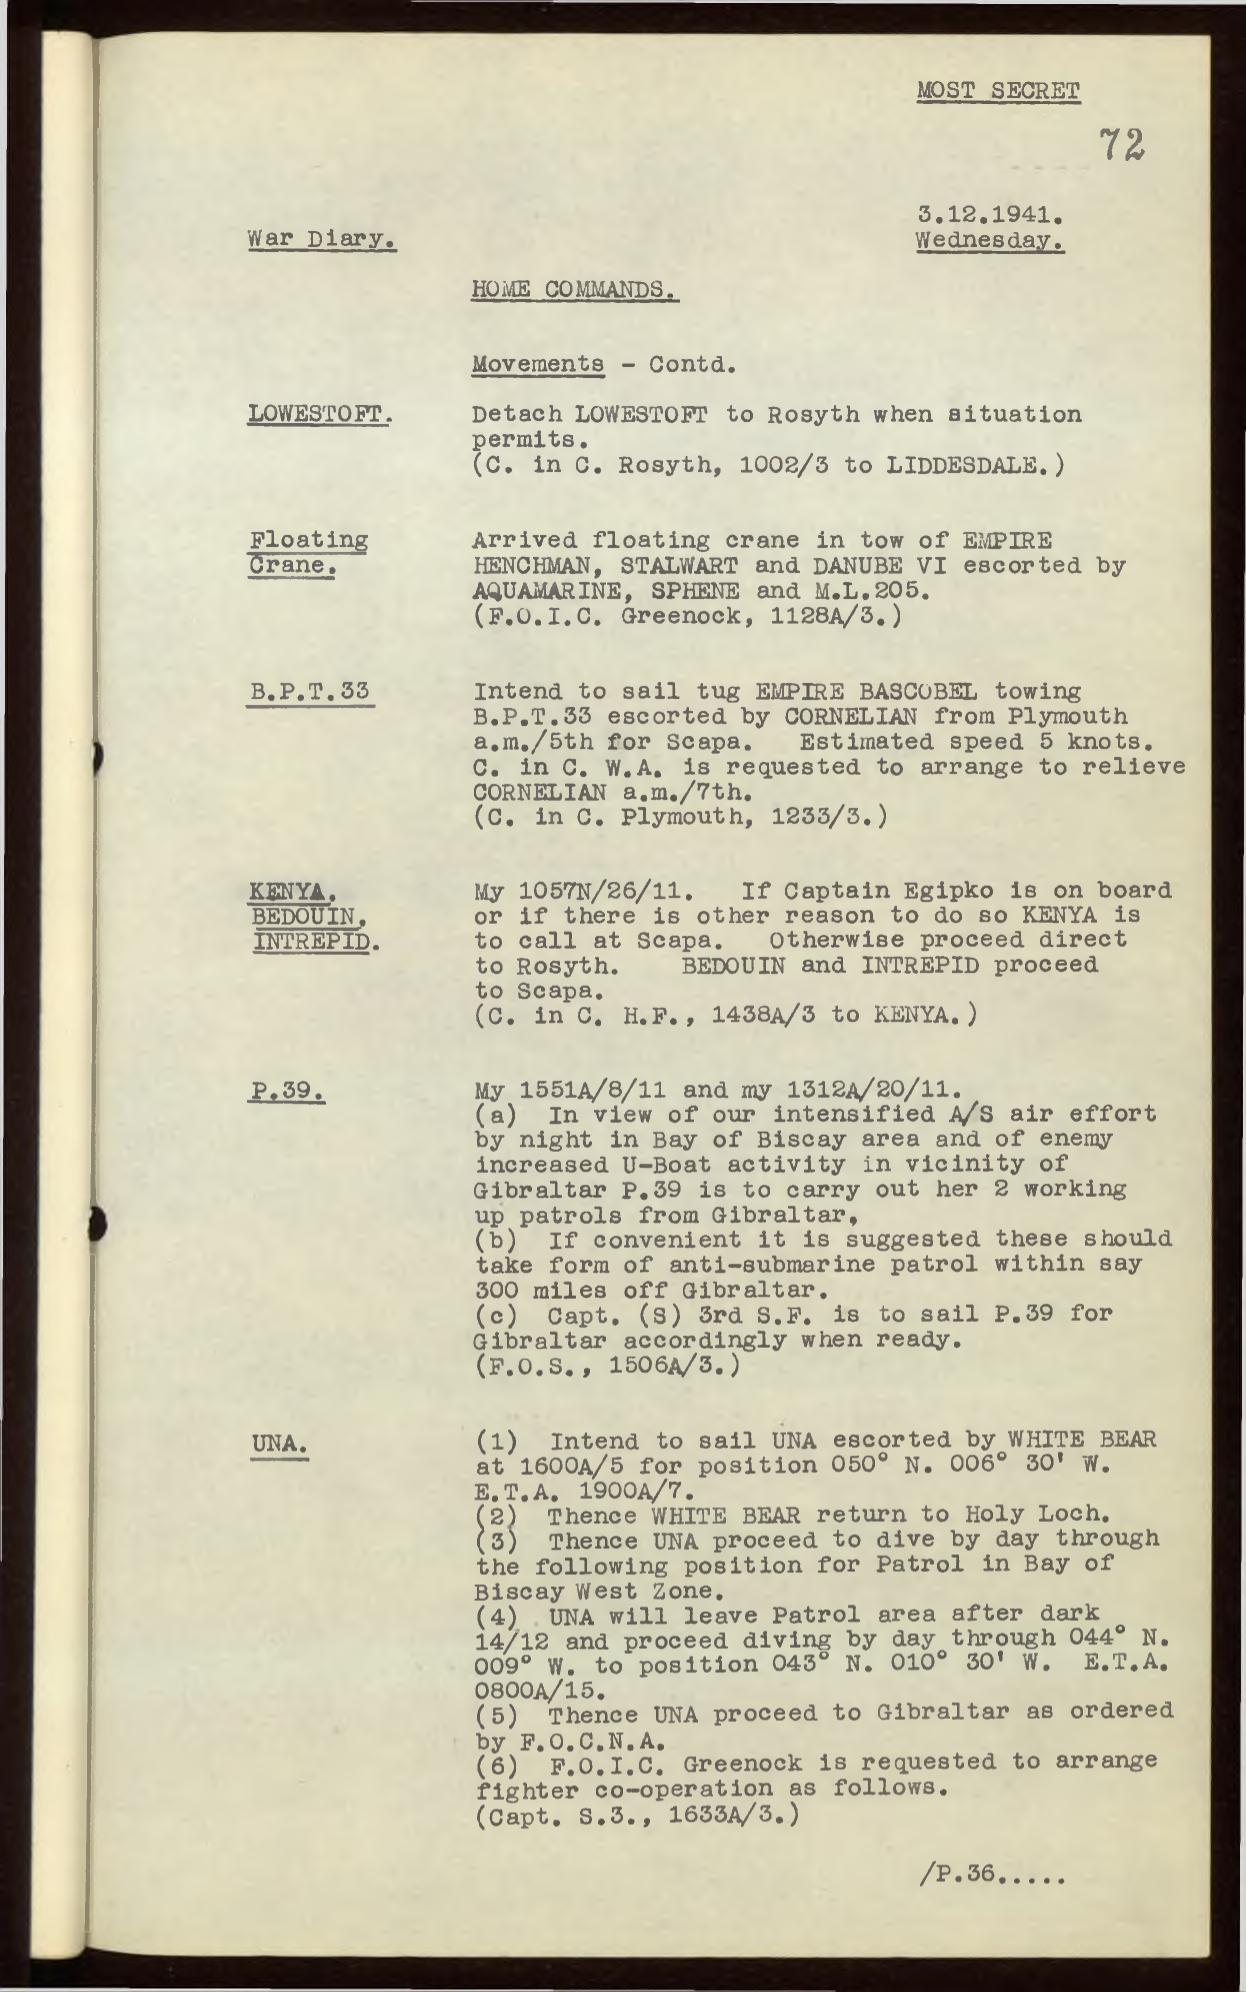 MOST SECRET
72
3.12.1941.
War Diary.
Wednesday.
HOME COMMANDS.
Movements - Contd.
LOWESTOFT.
Detach LOWESTOFT to Rosyth when situation
permits.
(C. in C. Rosyth, 1002/3 to LIDDESDALE.)
Floating
Crane.
Arrived floating crane in tow of EMPIRE
HENCHMAN, STALWART and DANUBE VI escorted by
AQUAMARINE, SPHENE and M.L.205.
(F.O.I.C. Greenock, 1128A/3.)
B.P.T.33
Intend to sail tug EMPIRE BASCOBEL towing
B.P.T.33 escorted by CORNELIAN from Plymouth
a.m./5th for Scapa. Estimated speed 5 knots.
C. in C. W.A. is requested to arrange to relieve
CORNELIAN a.m./7th.
(C. in C. Plymouth, 1233/3.)
KENYA,
BEDOUIN,
INTREPID.
My 1057N/26/11. If Captain Egipko is on board
or if there is other reason to do so KENYA is
to call at Scapa. Otherwise proceed direct
to Rosyth. BEDOUIN and INTREPID proceed
to Scapa.
(C. in C. H.F., 1438A/3 to KENYA.)
P.39.
My 1551A/8/11 and my 1312A/20/11.
(a) In view of our intensified A/S air effort
by night in Bay of Biscay area and of enemy
increased U-Boat activity in vicinity of
Gibraltar P.39 is to carry out her 2 working
up patrols from Gibraltar,
(b) If convenient it is suggested these should
take form of anti-submarine patrol within say
300 miles off Gibraltar.
(c) Capt. (S) 3rd S.F. is to sail P.39 for
Gibraltar accordingly when ready.
(F.O.S., 1506A/3.)
UNA.
(1) Intend to sail UNA escorted by WHITE BEAR
at 1600A/5 for position 050° N. 006° 30' W.
E.T.A. 1900A/7.
(2) Thence WHITE BEAR return to Holy Loch.
(3) Thence UNA proceed to dive by day through
the following position for Patrol in Bay of
Biscay West Zone.
(4) UNA will leave Patrol area after dark
14/12 and proceed diving by day through 044° N.
009° W. to position 043° N. 010° 30' W. E.T.A.
0800A/15.
(5) Thence UNA proceed to Gibraltar as ordered
by F.O.C.N.A.
(6) F.O.I.C. Greenock is requested to arrange
fighter co-operation as follows.
(Capt. S.3., 1633A/3.)
/P.36.....